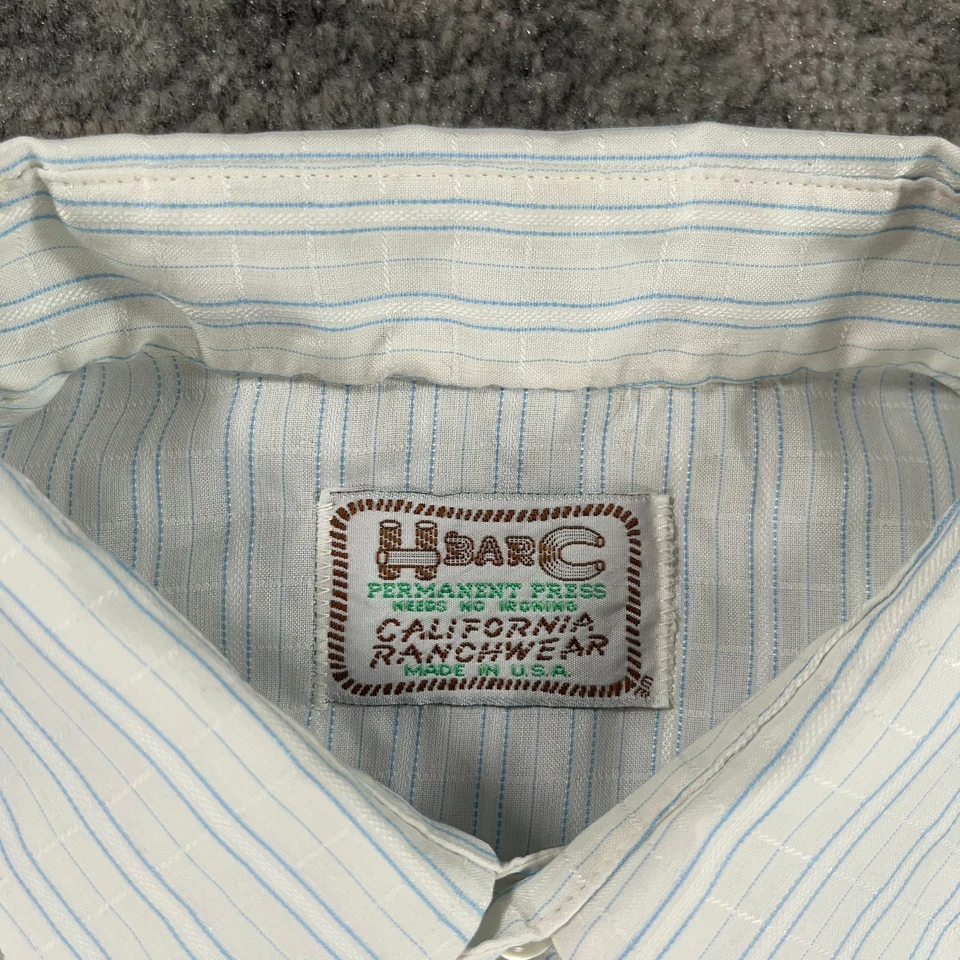 H BAR C
PERMANENT PRESS
NEEDS NO IRONING
CALIFORNIA
RANCHWEAR
MADE IN U.S.A.